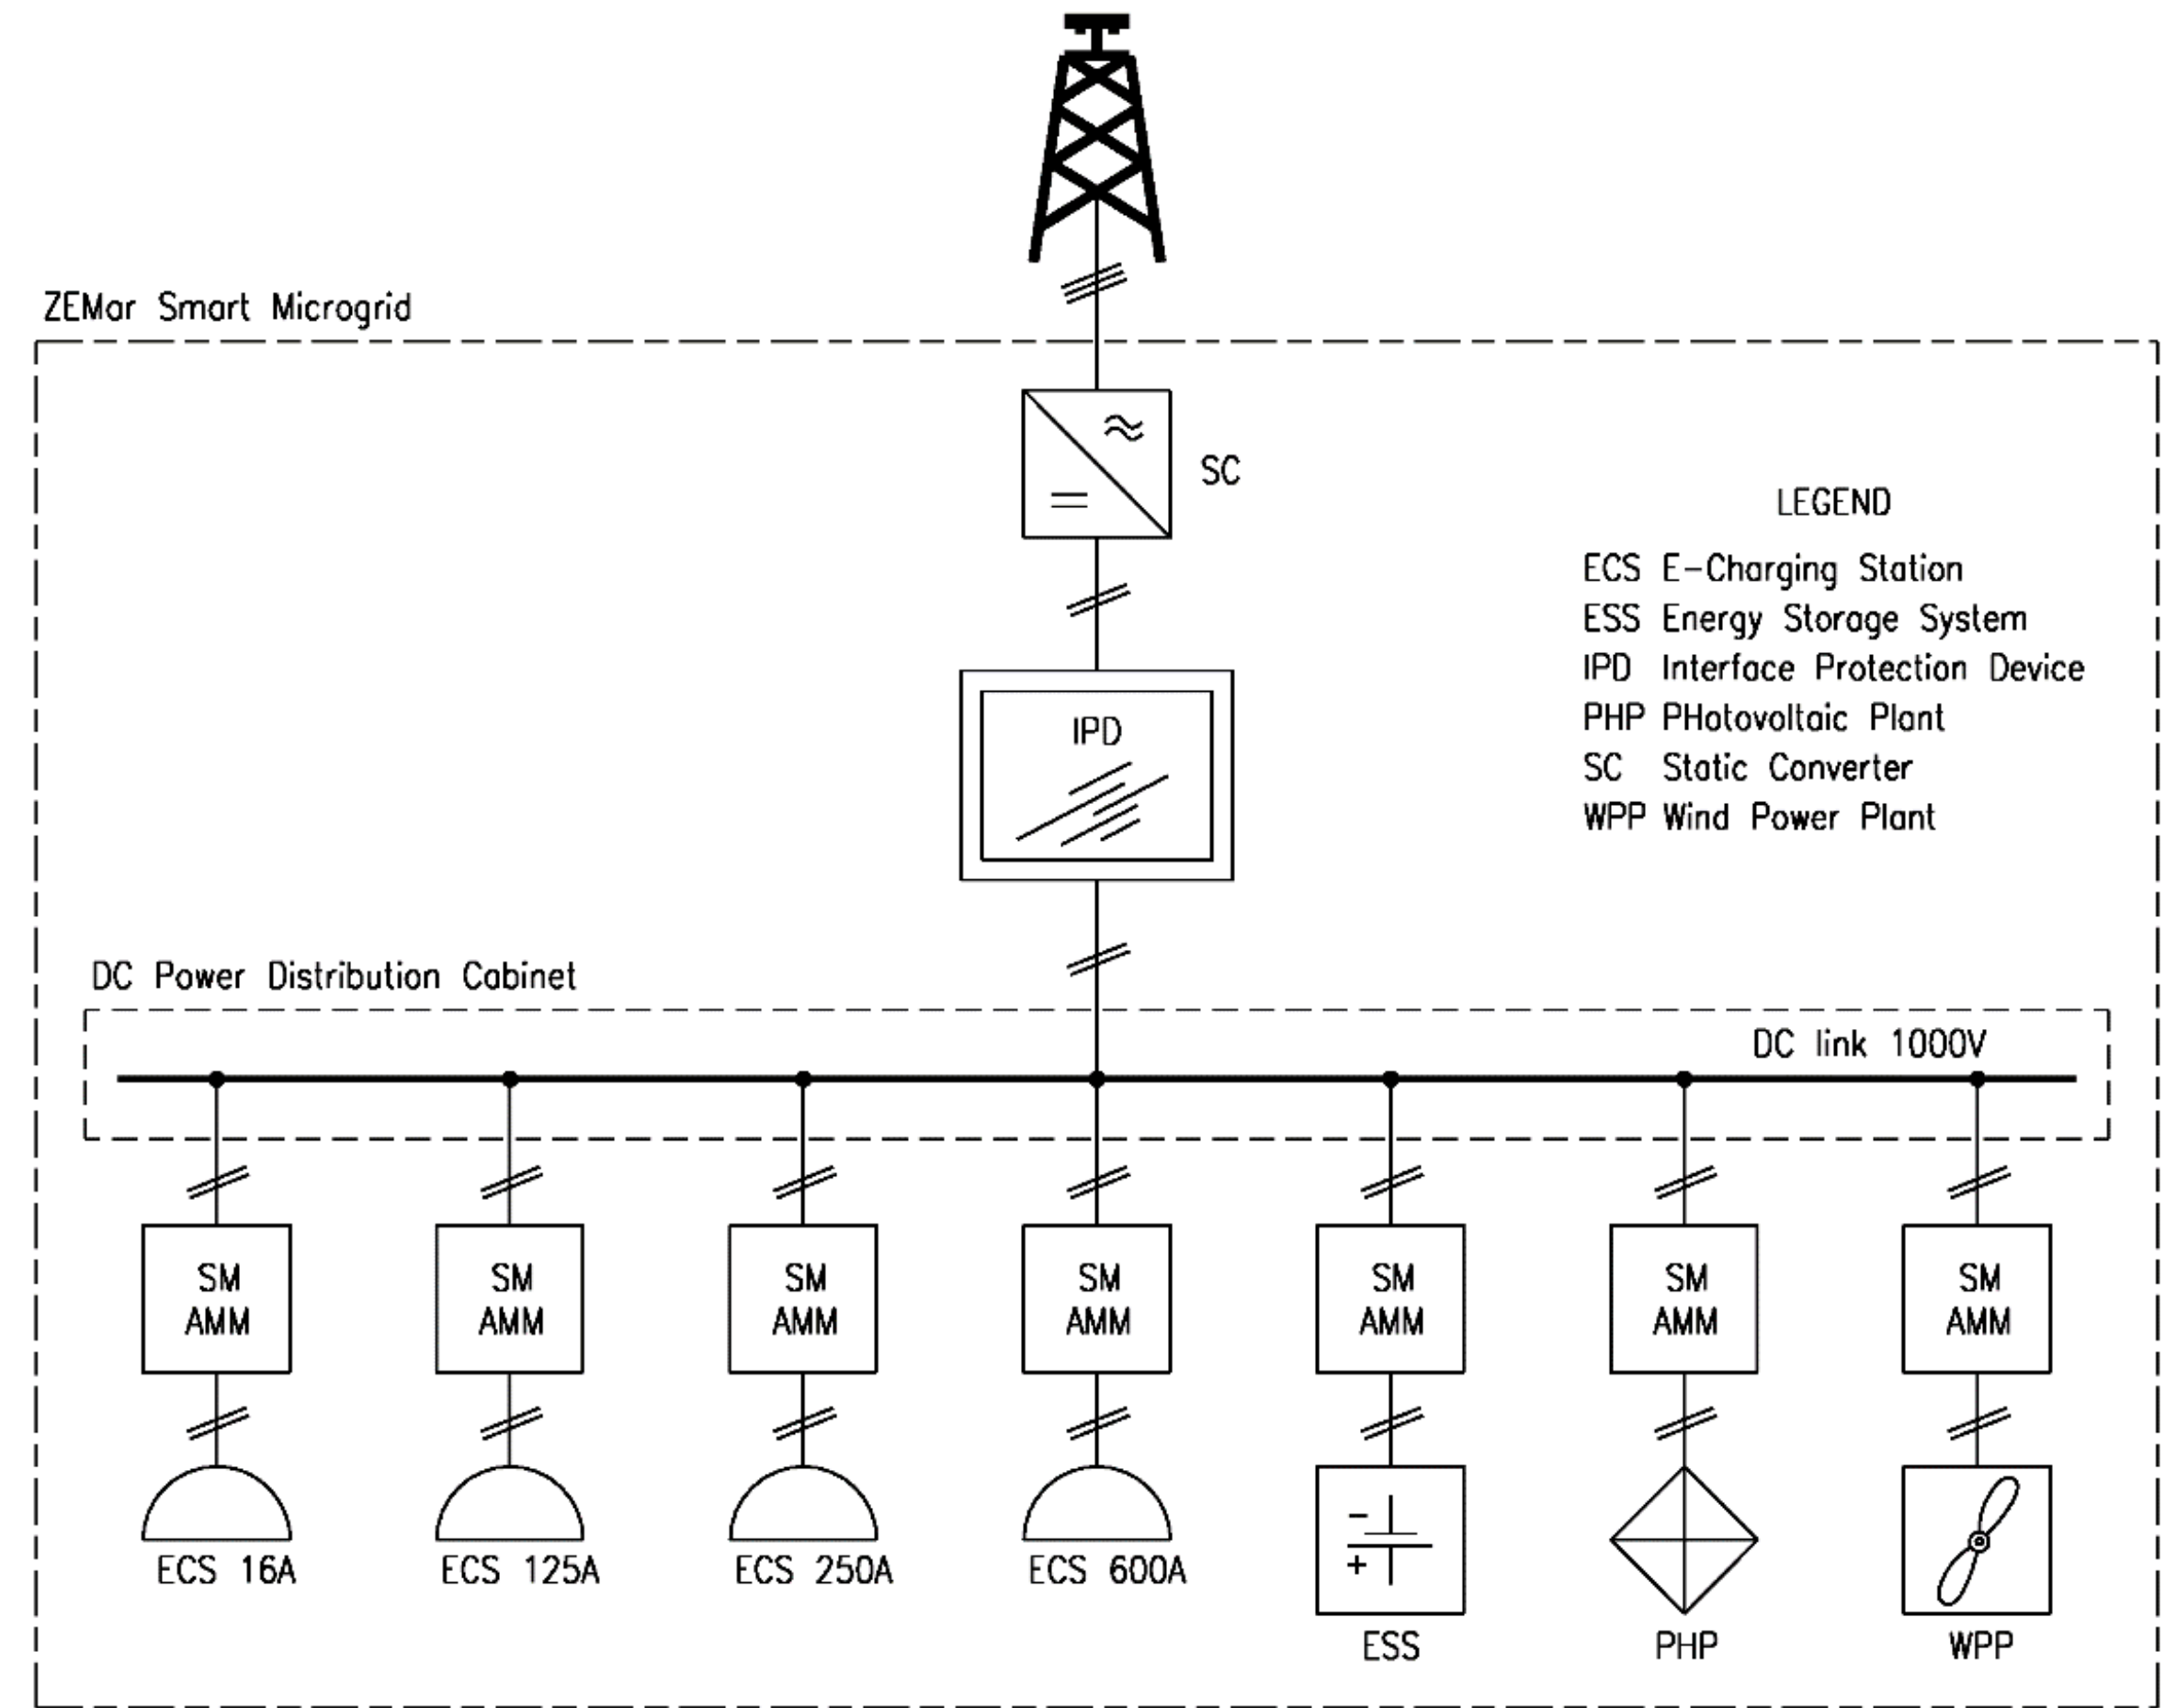 ZEMar Smart Microgrid
SC
LEGEND
ECS E-Charging Station
ESS Energy Storage System
IPD Interface Protection Device
PHP PHotovoltaic Plant
SC Static Converter
WPP Wind Power Plant
IPD
DC Power Distribution Cabinet
DC link 1000V
SM
AMM
SM
AMM
SM
AMM
SM
AMM
SM
AMM
SM
AMM
SM
AMM
ECS 16A
ECS 125A
ECS 250A
ECS 600A
ESS
PHP
WPP